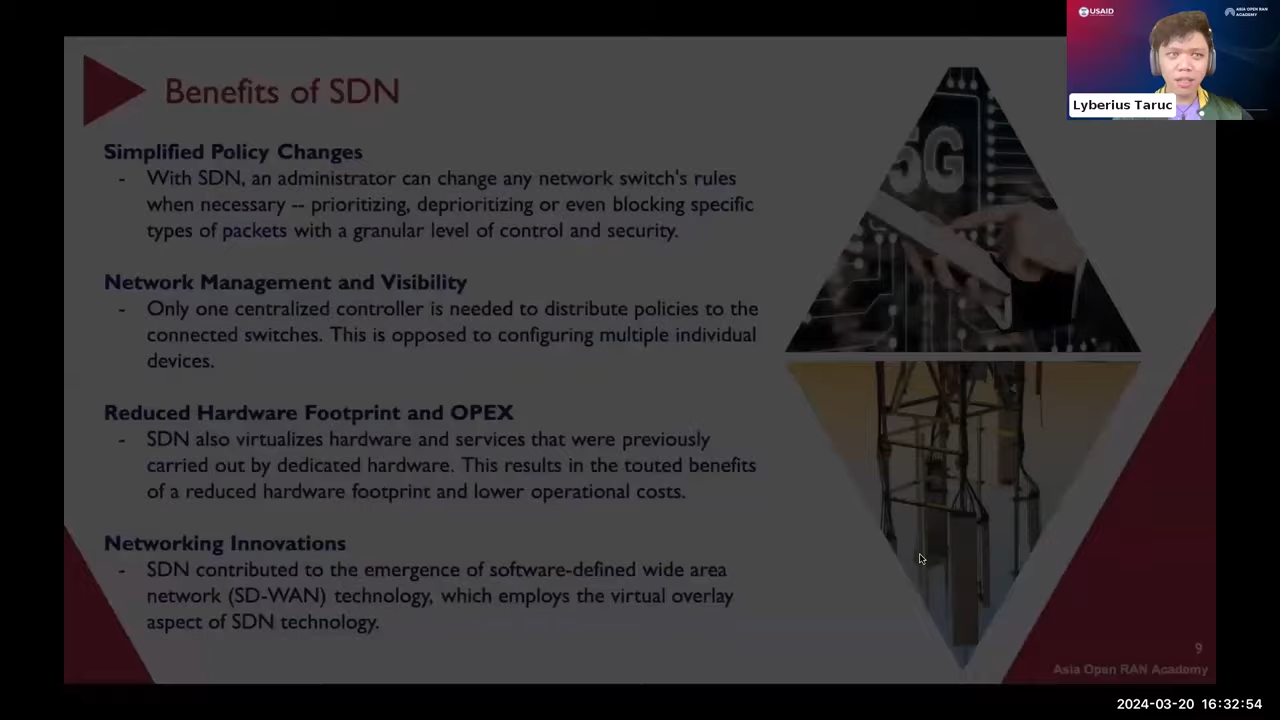 USAID
ASIA OPEN RAN
ACADEMY
Lyberius Taruc
Benefits of SDN
5G
Simplified Policy Changes
- With SDN, an administrator can change any network switch's rules
when necessary -- prioritizing, deprioritizing or even blocking specific
types of packets with a granular level of control and security.
Network Management and Visibility
- Only one centralized controller is needed to distribute policies to the
connected switches. This is opposed to configuring multiple individual
devices.
Reduced Hardware Footprint and OPEX
- SDN also virtualizes hardware and services that were previously
carried out by dedicated hardware. This results in the touted benefits
of a reduced hardware footprint and lower operational costs.
Networking Innovations
- SDN contributed to the emergence of software-defined wide area
network (SD-WAN) technology, which employs the virtual overlay
aspect of SDN technology.
9
Asia Open RAN Academy
2024-03-20 16:32:54